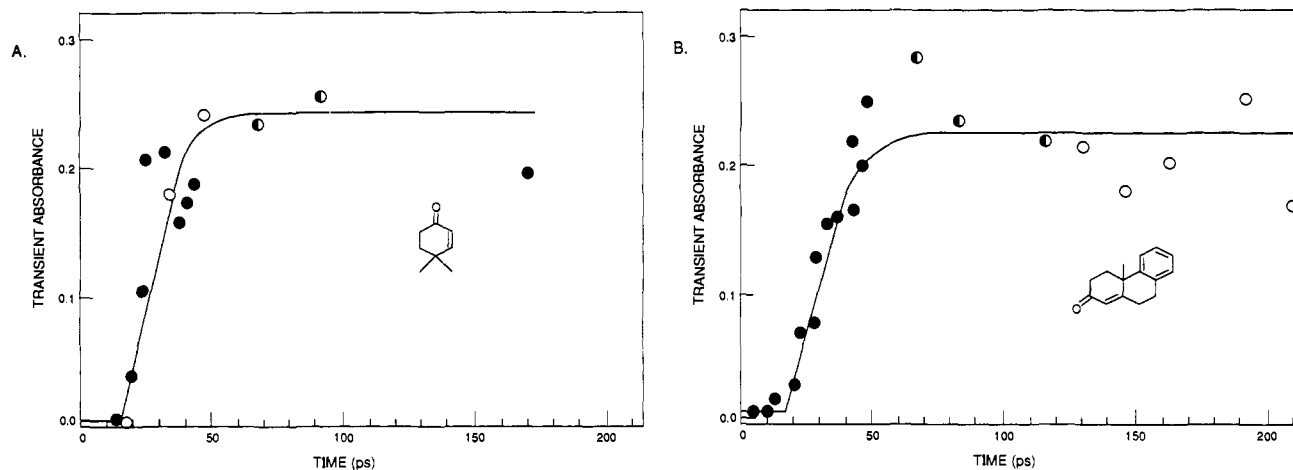 A.
TRANSIENT ABSORBANCE
0.3
0.2
0.1
0.0
0 50 100 150 200
TIME (ps)
O
B.
TRANSIENT ABSORBANCE
0.3
0.2
0.1
0.0
0 50 100 150 200
TIME (ps)
O